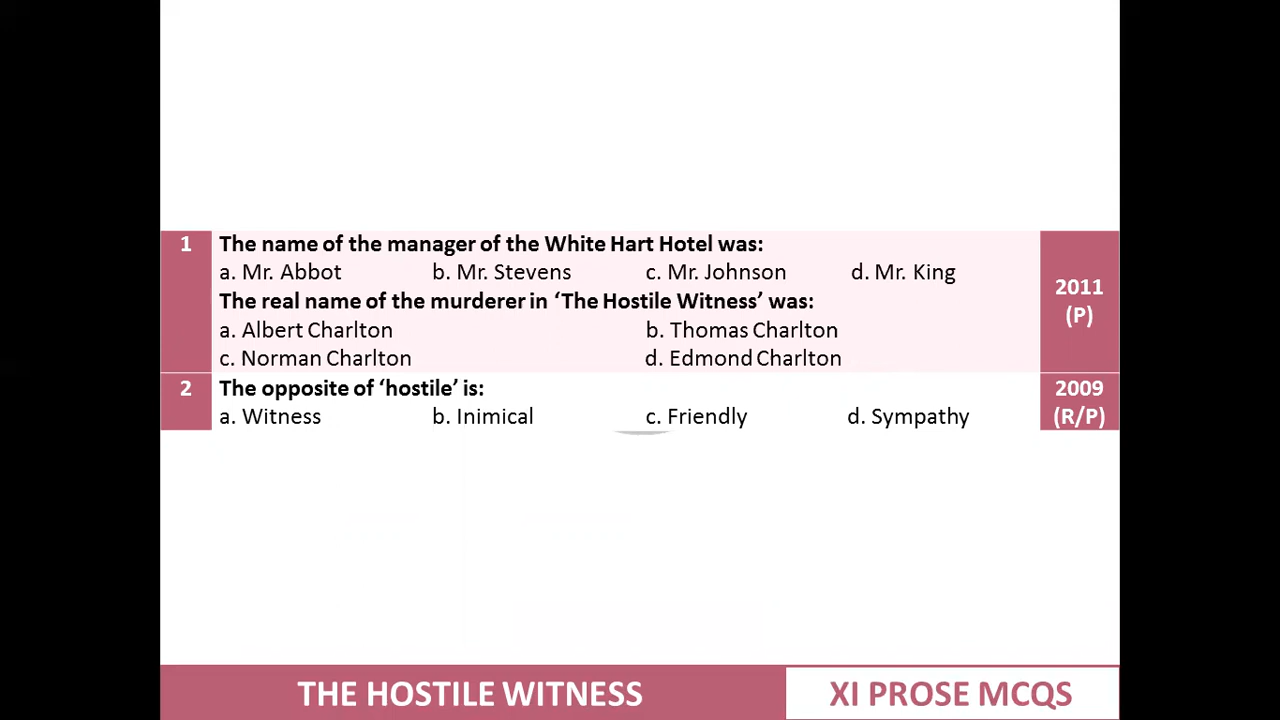 1 The name of the manager of the White Hart Hotel was:
a. Mr. Abbot b. Mr. Stevens c. Mr. Johnson d. Mr. King
The real name of the murderer in ‘The Hostile Witness’ was:
a. Albert Charlton b. Thomas Charlton
c. Norman Charlton d. Edmond Charlton
2011
(P)
2 The opposite of ‘hostile’ is:
a. Witness b. Inimical c. Friendly d. Sympathy
2009
(R/P)
THE HOSTILE WITNESS
XI PROSE MCQS